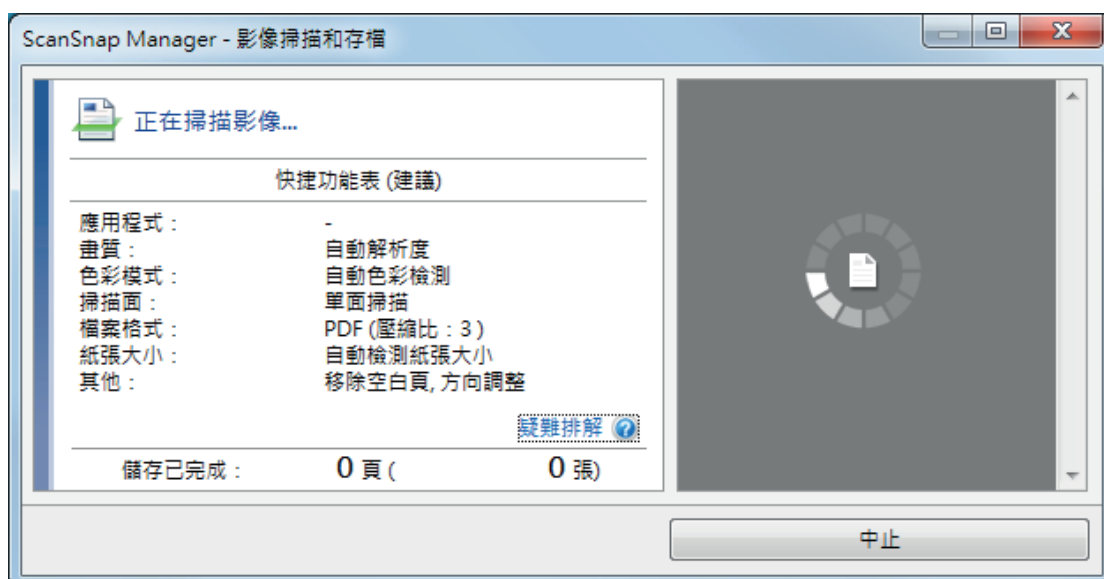 ScanSnap Manager - 影像掃描和存檔
正在掃描影像...
快捷功能表 (建議)
應用程式： -
畫質： 自動解析度
色彩模式： 自動色彩檢測
掃描面： 單面掃描
檔案格式： PDF (壓縮比：3)
紙張大小： 自動檢測紙張大小
其他： 移除空白頁, 方向調整
疑難排解
儲存已完成： 0 頁 ( 0 張)
中止